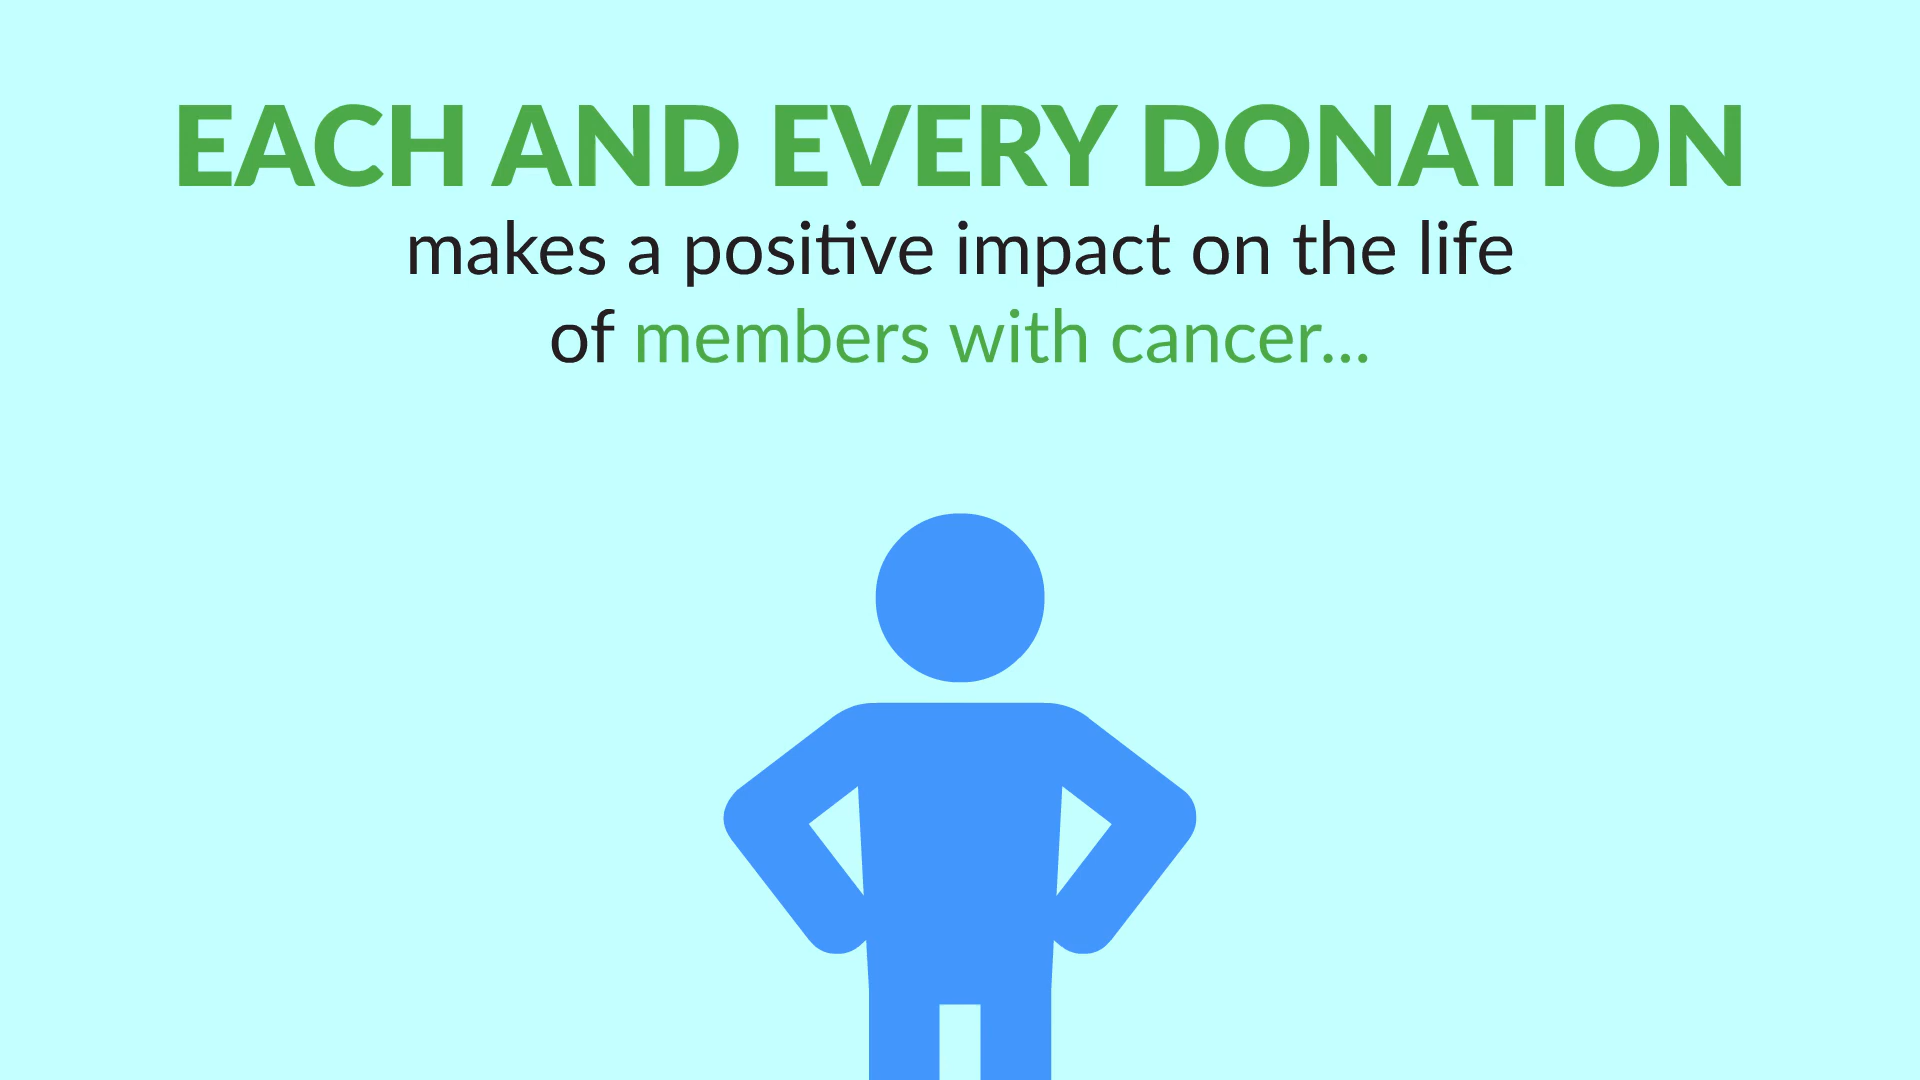 EACH AND EVERY DONATION
makes a positive impact on the life
of members with cancer...